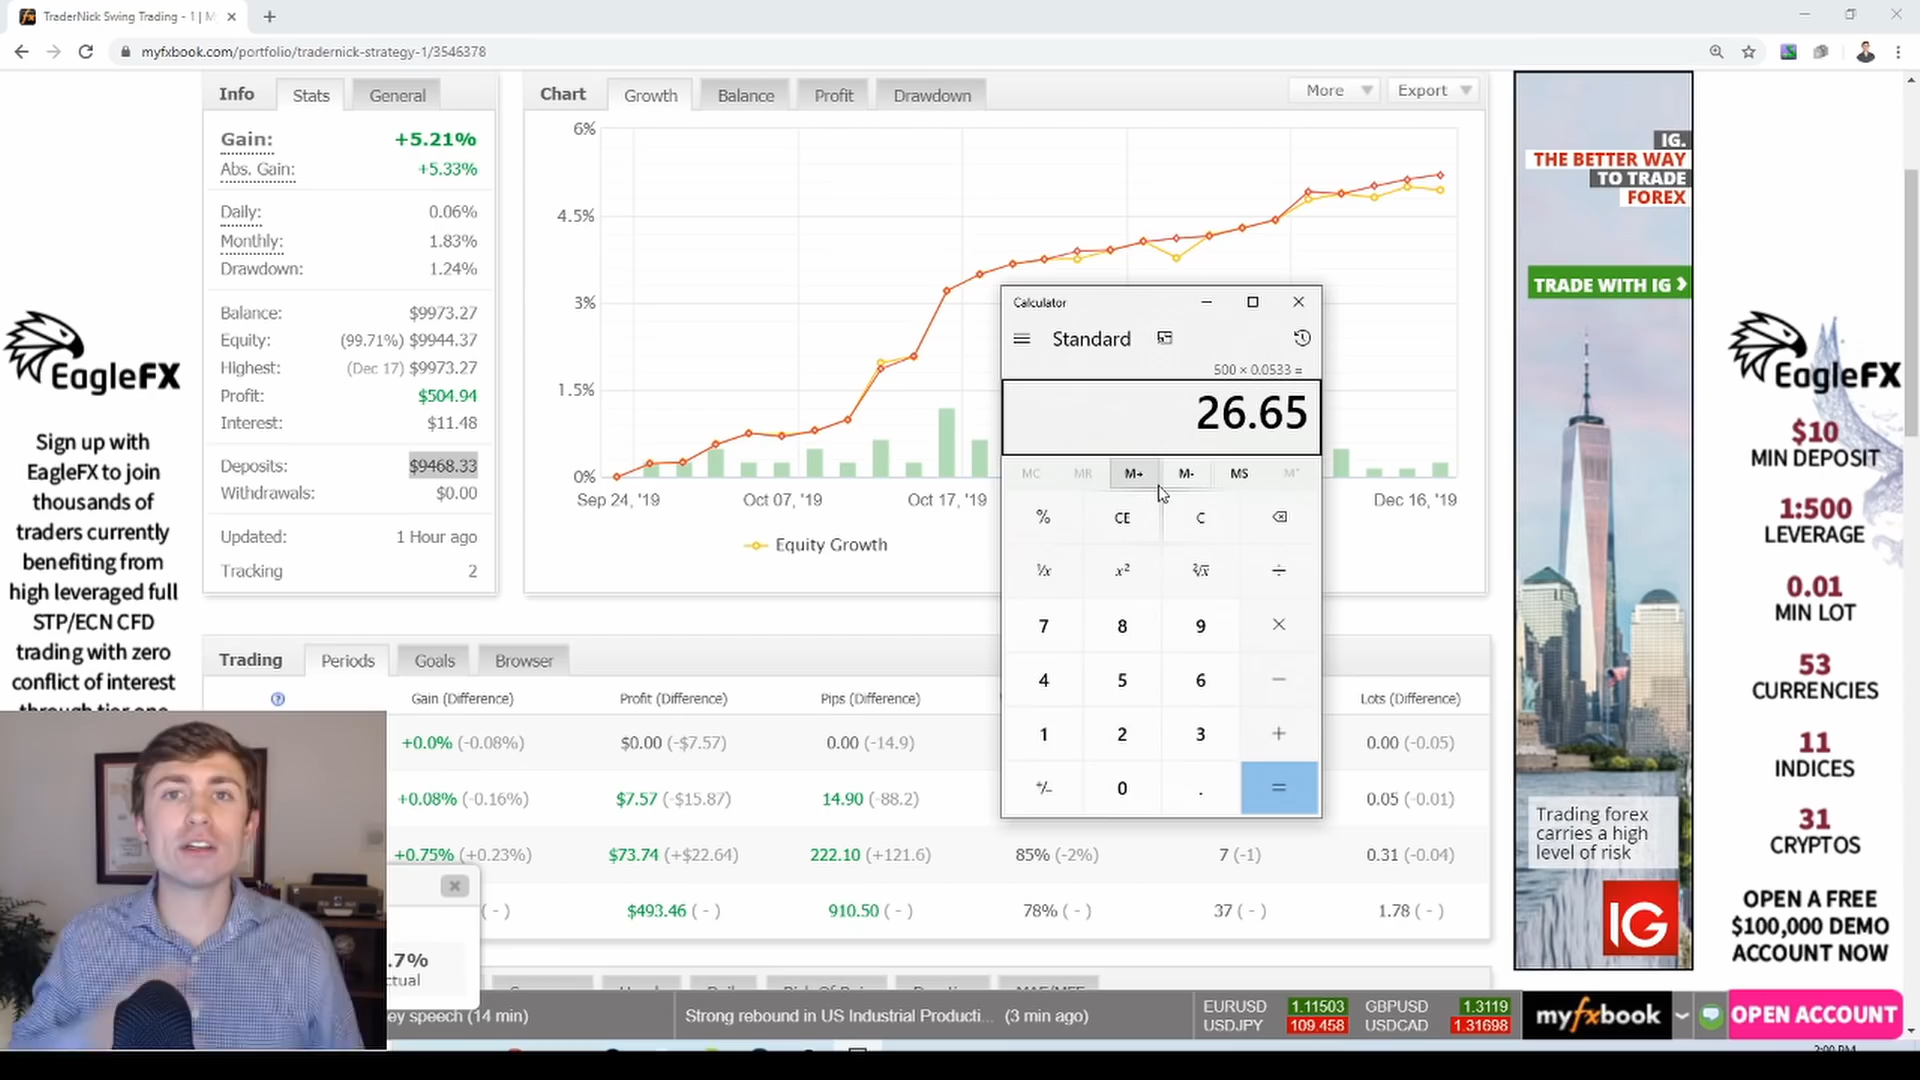 TraderNick Swing Trading - 1 | M
myfxbook.com/portfolio/tradernick-strategy-1/3546378
Info
Stats
General
Gain: +5.21%
Abs. Gain: +5.33%
Daily: 0.06%
Monthly: 1.83%
Drawdown: 1.24%
Balance: $9973.27
Equity: (99.71%) $9944.37
Highest: (Dec 17) $9973.27
Profit: $504.94
Interest: $11.48
Deposits: $9468.33
Withdrawals: $0.00
Updated: 1 Hour ago
Tracking 2
Chart
Growth
Balance
Profit
Drawdown
More
Export
6%
4.5%
3%
1.5%
0%
Sep 24, '19
Oct 07, '19
Oct 17, '19
Dec 16, '19
Equity Growth
Calculator
Standard
500 × 0.0533 =
26.65
MC MR M+ M- MS M˅
% CE C
¹/x x² ²√x ÷
7 8 9 ×
4 5 6 −
1 2 3 +
+/− 0 . =
Trading
Periods
Goals
Browser
Gain (Difference) Profit (Difference) Pips (Difference) Lots (Difference)
+0.0% (-0.08%) $0.00 (-$7.57) 0.00 (-14.9) 0.00 (-0.05)
+0.08% (-0.16%) $7.57 (-$15.87) 14.90 (-88.2) 0.05 (-0.01)
+0.75% (+0.23%) $73.74 (+$22.64) 222.10 (+121.6) 85% (-2%) 7 (-1) 0.31 (-0.04)
( - ) $493.46 ( - ) 910.50 ( - ) 78% ( - ) 37 ( - ) 1.78 ( - )
.7%
ctual
ey speech (14 min)
Strong rebound in US Industrial Producti... (3 min ago)
EURUSD 1.11503 GBPUSD 1.3119
USDJPY 109.458 USDCAD 1.31698
myfxbook
OPEN ACCOUNT
2:00 PM
EagleFX
Sign up with
EagleFX to join
thousands of
traders currently
benefiting from
high leveraged full
STP/ECN CFD
trading with zero
conflict of interest
IG.
THE BETTER WAY
TO TRADE
FOREX
TRADE WITH IG
Trading forex
carries a high
level of risk
IG
EagleFX
$10
MIN DEPOSIT
1:500
LEVERAGE
0.01
MIN LOT
53
CURRENCIES
11
INDICES
31
CRYPTOS
OPEN A FREE
$100,000 DEMO
ACCOUNT NOW